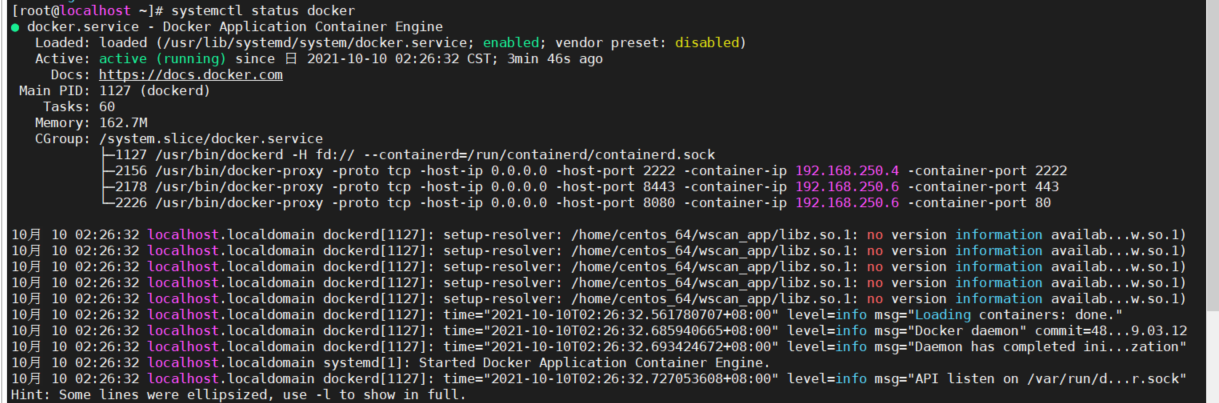 [root@localhost ~]# systemctl status docker
● docker.service - Docker Application Container Engine
   Loaded: loaded (/usr/lib/systemd/system/docker.service; enabled; vendor preset: disabled)
   Active: active (running) since 日 2021-10-10 02:26:32 CST; 3min 46s ago
     Docs: https://docs.docker.com
 Main PID: 1127 (dockerd)
    Tasks: 60
   Memory: 162.7M
   CGroup: /system.slice/docker.service
           ├─1127 /usr/bin/dockerd -H fd:// --containerd=/run/containerd/containerd.sock
           ├─2156 /usr/bin/docker-proxy -proto tcp -host-ip 0.0.0.0 -host-port 2222 -container-ip 192.168.250.4 -container-port 2222
           ├─2178 /usr/bin/docker-proxy -proto tcp -host-ip 0.0.0.0 -host-port 8443 -container-ip 192.168.250.6 -container-port 443
           └─2226 /usr/bin/docker-proxy -proto tcp -host-ip 0.0.0.0 -host-port 8080 -container-ip 192.168.250.6 -container-port 80

10月 10 02:26:32 localhost.localdomain dockerd[1127]: setup-resolver: /home/centos_64/wscan_app/libz.so.1: no version information availab...w.so.1)
10月 10 02:26:32 localhost.localdomain dockerd[1127]: setup-resolver: /home/centos_64/wscan_app/libz.so.1: no version information availab...w.so.1)
10月 10 02:26:32 localhost.localdomain dockerd[1127]: setup-resolver: /home/centos_64/wscan_app/libz.so.1: no version information availab...w.so.1)
10月 10 02:26:32 localhost.localdomain dockerd[1127]: setup-resolver: /home/centos_64/wscan_app/libz.so.1: no version information availab...w.so.1)
10月 10 02:26:32 localhost.localdomain dockerd[1127]: setup-resolver: /home/centos_64/wscan_app/libz.so.1: no version information availab...w.so.1)
10月 10 02:26:32 localhost.localdomain dockerd[1127]: time="2021-10-10T02:26:32.561780707+08:00" level=info msg="Loading containers: done."
10月 10 02:26:32 localhost.localdomain dockerd[1127]: time="2021-10-10T02:26:32.685940665+08:00" level=info msg="Docker daemon" commit=48...9.03.12
10月 10 02:26:32 localhost.localdomain dockerd[1127]: time="2021-10-10T02:26:32.693424672+08:00" level=info msg="Daemon has completed ini...zation"
10月 10 02:26:32 localhost.localdomain systemd[1]: Started Docker Application Container Engine.
10月 10 02:26:32 localhost.localdomain dockerd[1127]: time="2021-10-10T02:26:32.727053608+08:00" level=info msg="API listen on /var/run/d...r.sock"
Hint: Some lines were ellipsized, use -l to show in full.